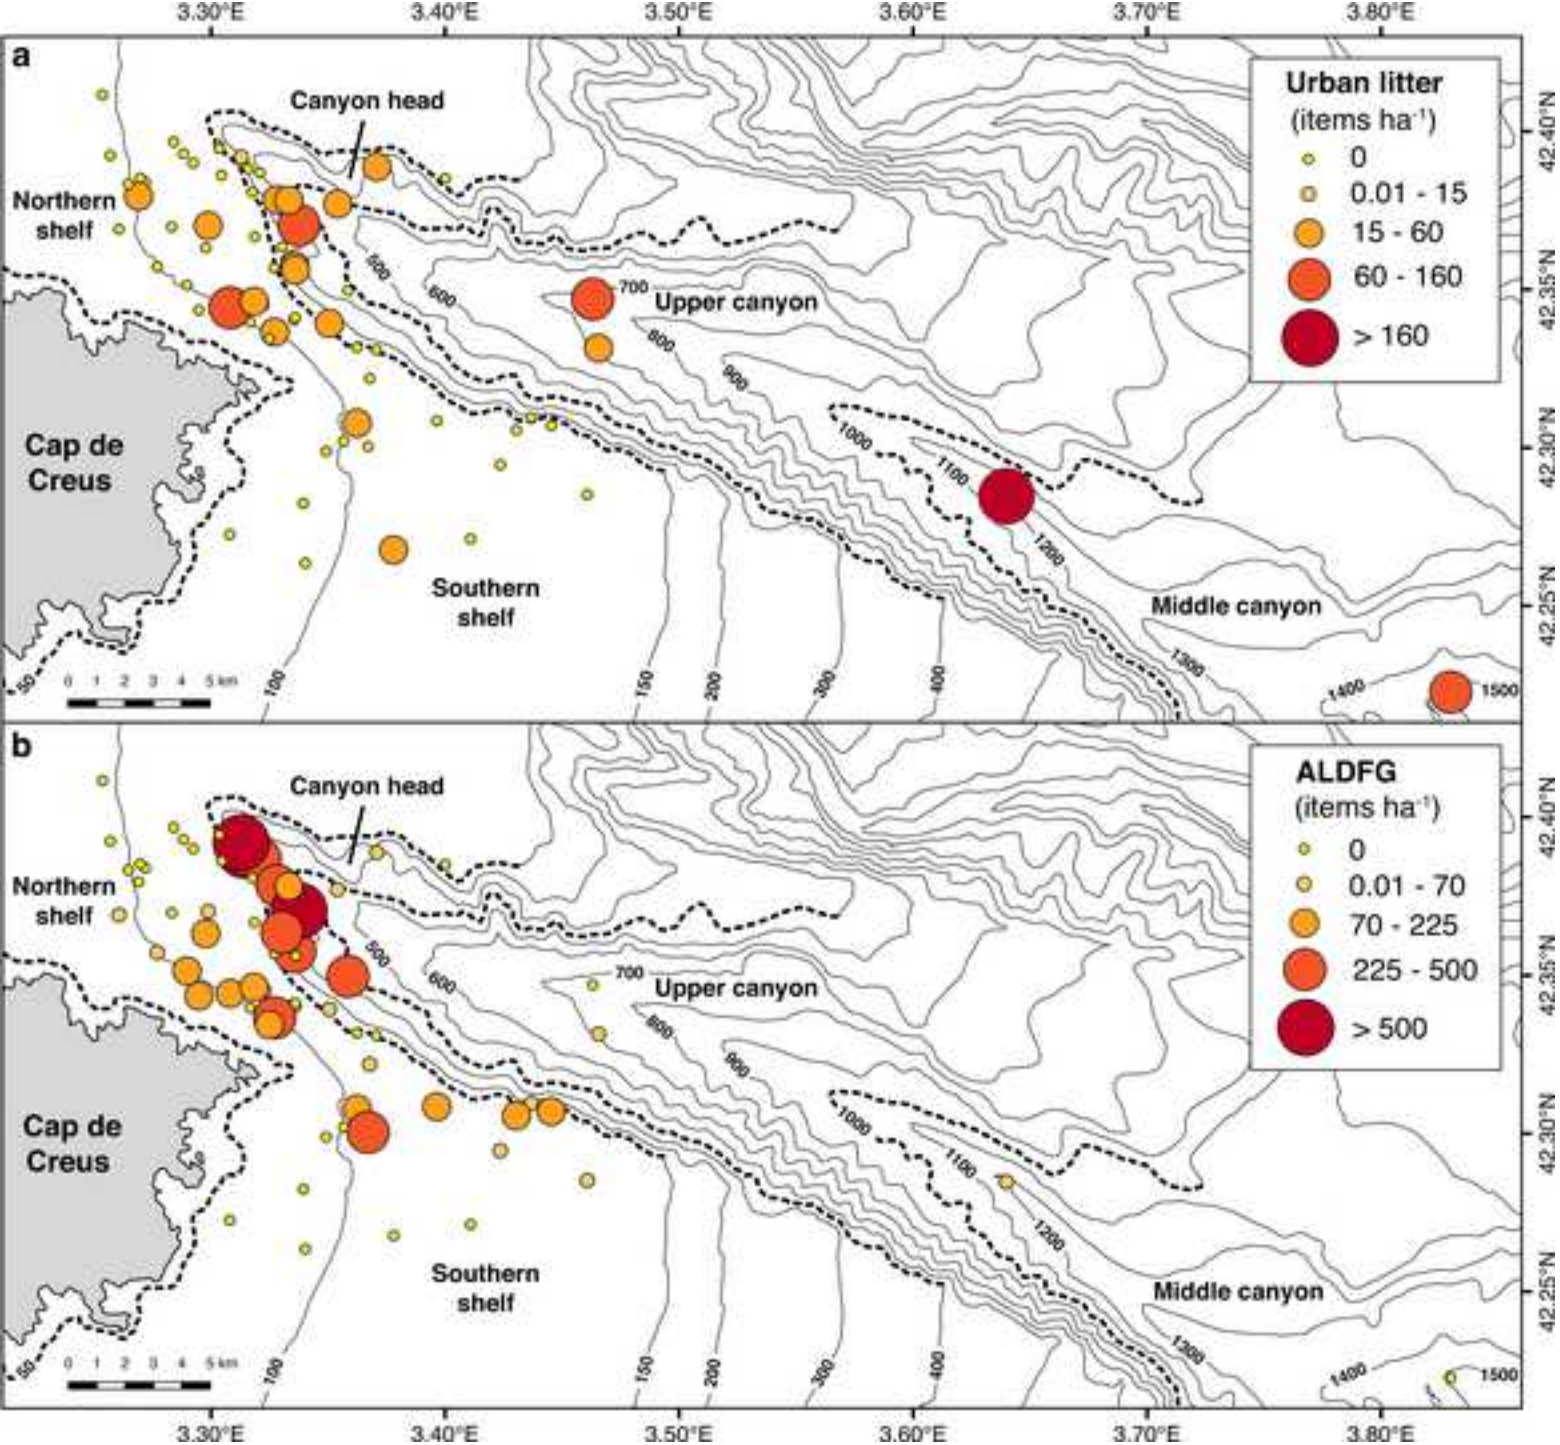 3.30°E 3.40°E 3.50°E 3.60°E 3.70°E 3.80°E
a
Canyon head
Northern
shelf
Cap de
Creus
Southern
shelf
Upper canyon
Middle canyon
500
600
700
800
900
1000
1100
1200
1300
1400
1500
50
100
150
200
300
400
0 1 2 3 4 5 km
Urban litter
(items ha⁻¹)
0
0.01 - 15
15 - 60
60 - 160
> 160
42.40°N
42.35°N
42.30°N
42.25°N
b
Canyon head
Northern
shelf
Cap de
Creus
Southern
shelf
Upper canyon
Middle canyon
500
600
700
800
900
1000
1100
1200
1300
1400
1500
50
100
150
200
300
400
0 1 2 3 4 5 km
ALDFG
(items ha⁻¹)
0
0.01 - 70
70 - 225
225 - 500
> 500
42.40°N
42.35°N
42.30°N
42.25°N
3.30°E 3.40°E 3.50°E 3.60°E 3.70°E 3.80°E